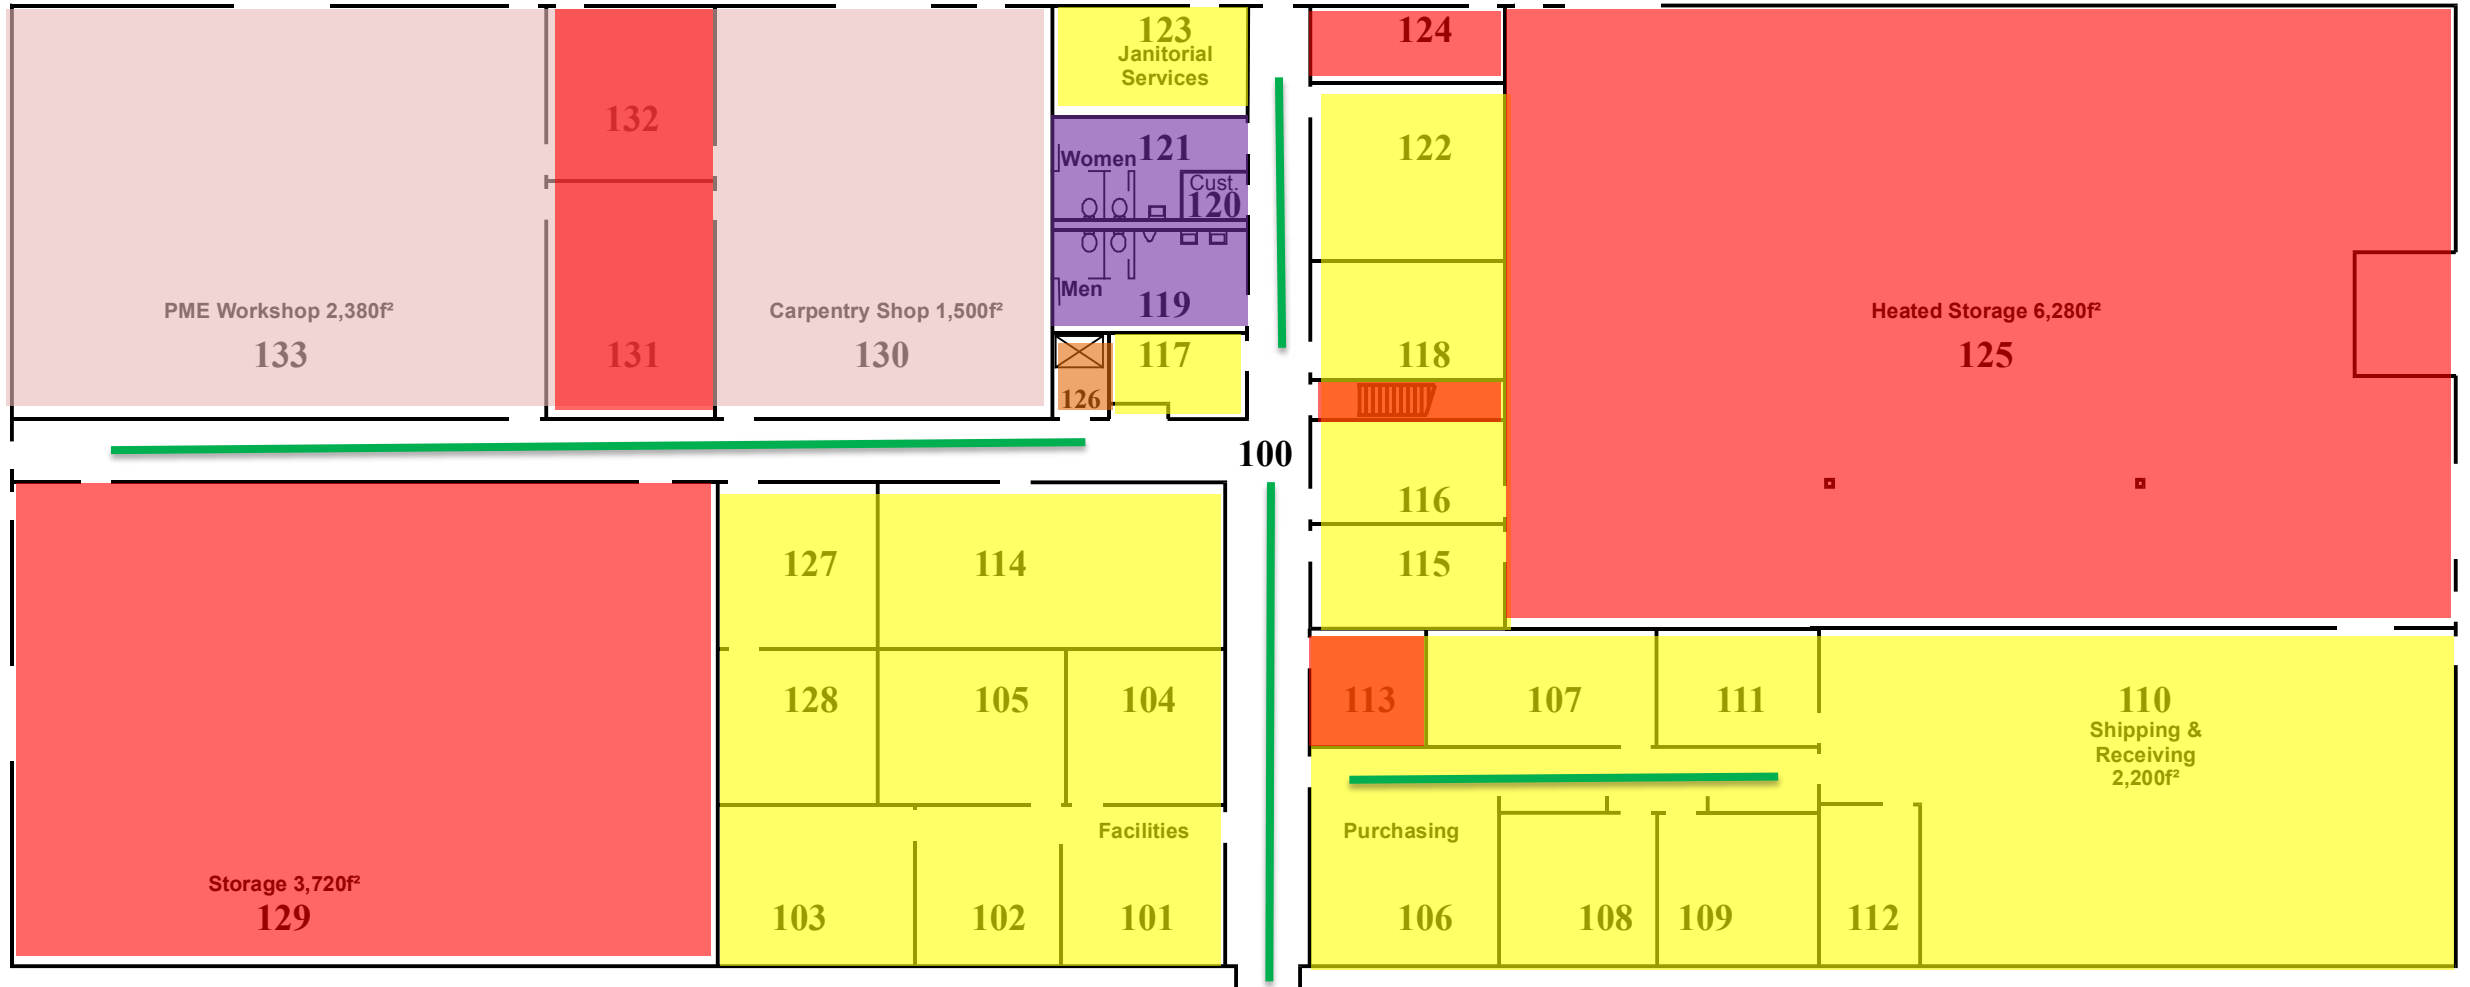 123
Janitorial
Services
124
132
121
Women
122
Cust.
120
PME Workshop 2,380f²
133
131
Carpentry Shop 1,500f²
130
Men
119
117
126
118
Heated Storage 6,280f²
125
100
116
127
114
115
128
105
104
113
107
111
110
Shipping &
Receiving
2,200f²
Facilities
Purchasing
Storage 3,720f²
129
103
102
101
106
108
109
112